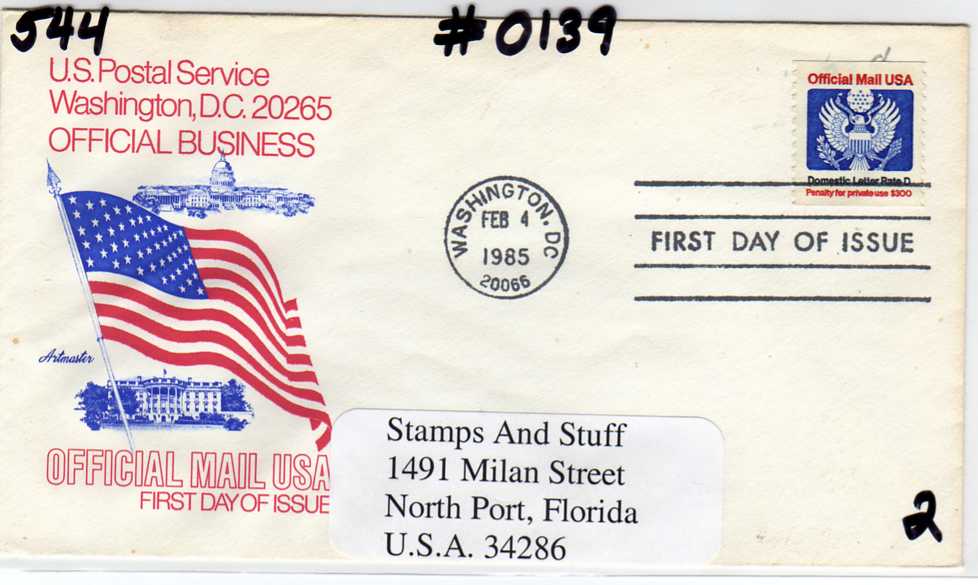 544
#0139
U.S. Postal Service
Washington, D.C. 20265
OFFICIAL BUSINESS
Official Mail USA
Domestic Letter Rate D
Penalty for private use $300
WASHINGTON, DC
FEB 4
1985
20066
FIRST DAY OF ISSUE
Artmaster
OFFICIAL MAIL USA
FIRST DAY OF ISSUE
Stamps And Stuff
1491 Milan Street
North Port, Florida
U.S.A. 34286
2